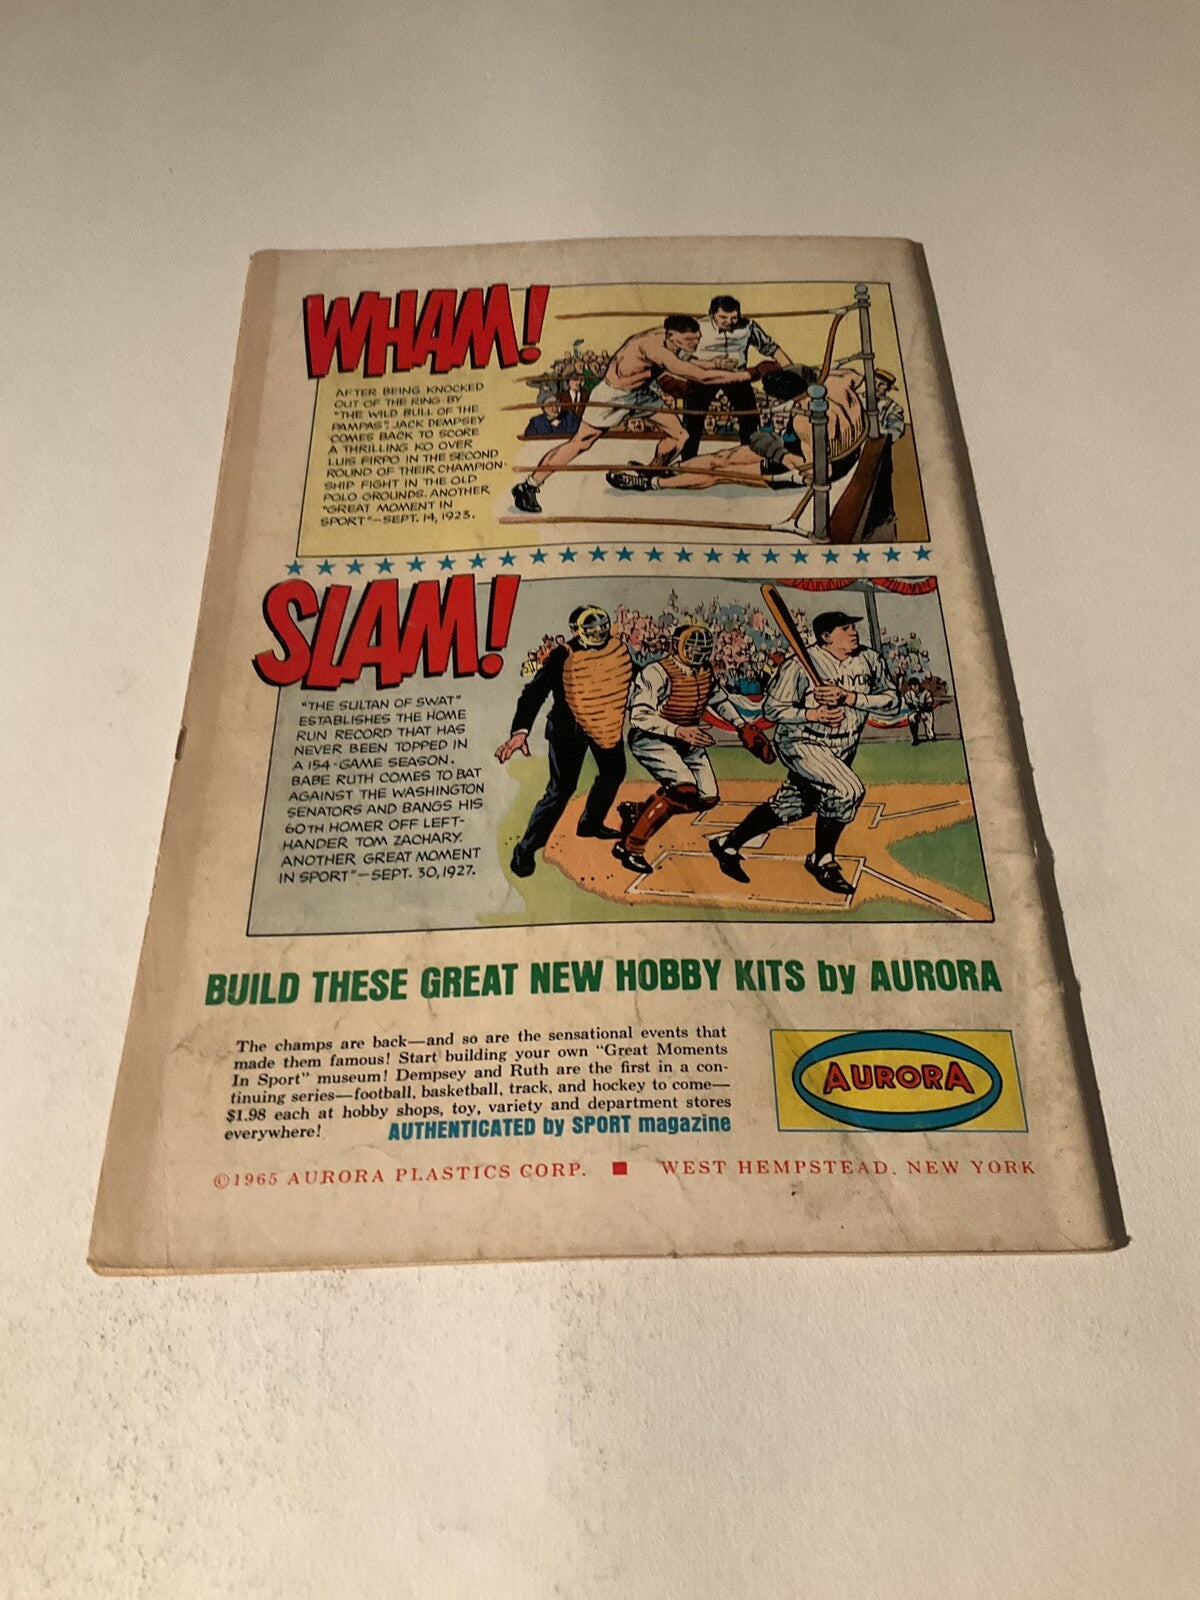 WHAM!
AFTER BEING KNOCKED
OUT OF THE RING BY
"THE WILD BULL OF THE
PAMPAS", JACK DEMPSEY
COMES BACK TO SCORE
A THRILLING KO OVER
LUIS FIRPO IN THE SECOND
ROUND OF THEIR CHAMPION-
SHIP FIGHT IN THE OLD
POLO GROUNDS. ANOTHER
"GREAT MOMENT IN
SPORT"—SEPT. 14, 1923.
SLAM!
"THE SULTAN OF SWAT"
ESTABLISHES THE HOME
RUN RECORD THAT HAS
NEVER BEEN TOPPED IN
A 154-GAME SEASON.
BABE RUTH COMES TO BAT
AGAINST THE WASHINGTON
SENATORS AND BANGS HIS
60TH HOMER OFF LEFT-
HANDER TOM ZACHARY.
ANOTHER GREAT MOMENT
IN SPORT"—SEPT. 30, 1927.
NEW YORK
BUILD THESE GREAT NEW HOBBY KITS by AURORA
The champs are back—and so are the sensational events that
made them famous! Start building your own "Great Moments
In Sport" museum! Dempsey and Ruth are the first in a con-
tinuing series—football, basketball, track, and hockey to come—
$1.98 each at hobby shops, toy, variety and department stores
everywhere! AUTHENTICATED by SPORT magazine
AURORA
©1965 AURORA PLASTICS CORP. ■ WEST HEMPSTEAD, NEW YORK